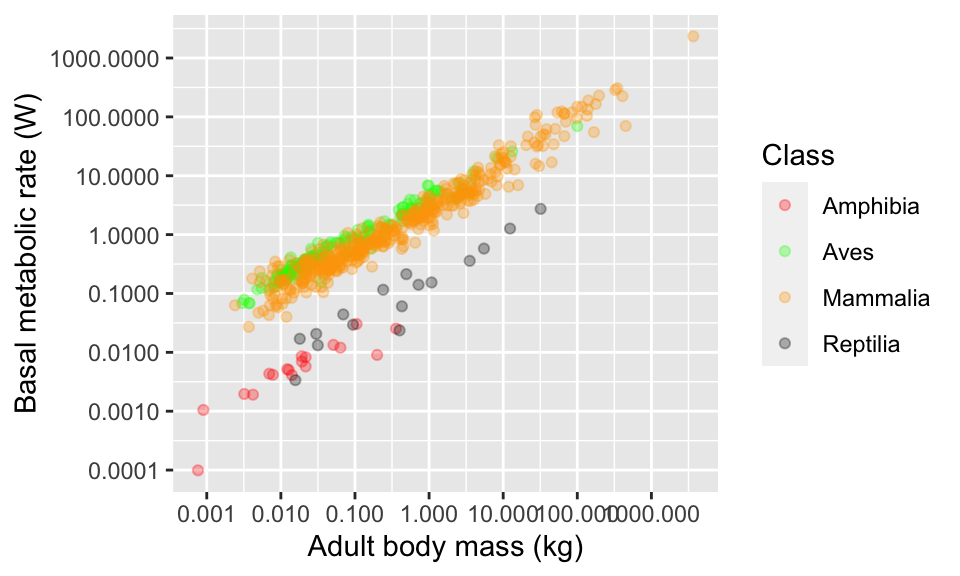 1000.0000
100.0000
10.0000
1.0000
0.1000
0.0100
0.0010
0.0001
Basal metabolic rate (W)
0.001 0.010 0.100 1.000 10.000 100.000 1000.000
Adult body mass (kg)
Class
Amphibia
Aves
Mammalia
Reptilia